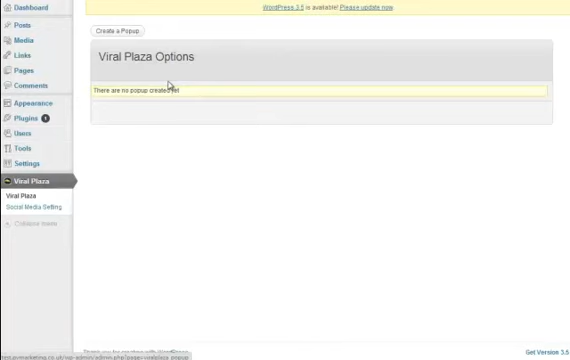 Dashboard
WordPress 3.5 is available! Please update now.
Posts
Create a Popup
Media
Links
Viral Plaza Options
Pages
Comments
There are no popup created yet
Appearance
Plugins 1
Users
Tools
Settings
Viral Plaza
Viral Plaza
Social Media Setting
Collapse menu
Thank you for creating with WordPress
Get Version 3.5